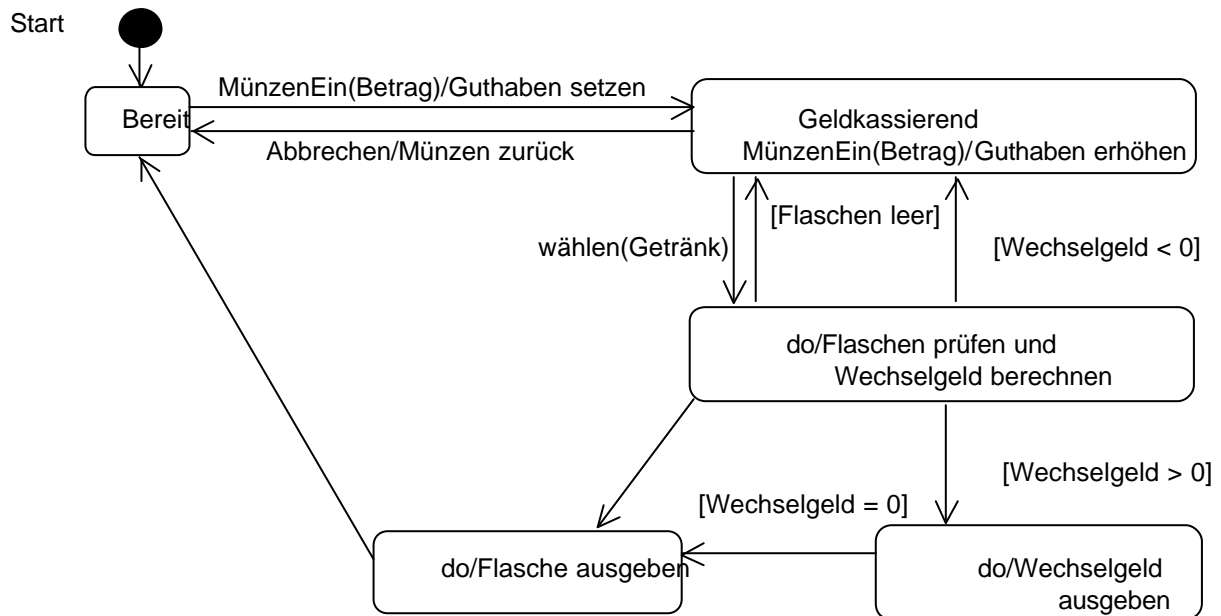 Start
MünzenEin(Betrag)/Guthaben setzen
Bereit
Abbrechen/Münzen zurück
Geldkassierend
MünzenEin(Betrag)/Guthaben erhöhen
[Flaschen leer]
wählen(Getränk)
[Wechselgeld < 0]
do/Flaschen prüfen und
Wechselgeld berechnen
[Wechselgeld > 0]
[Wechselgeld = 0]
do/Flasche ausgeben
do/Wechselgeld
ausgeben